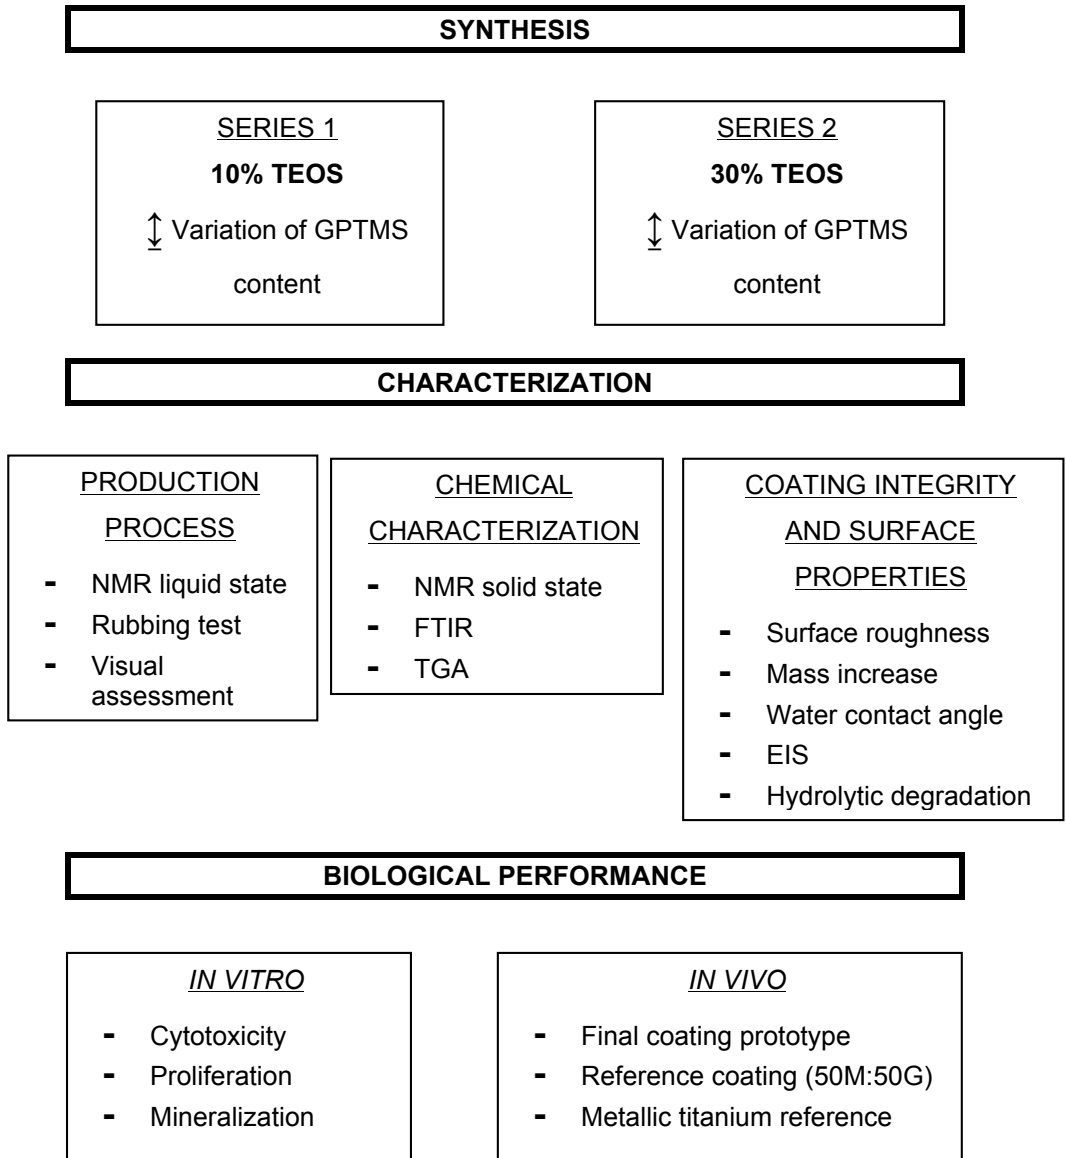 SYNTHESIS
SERIES 1
10% TEOS
↕ Variation of GPTMS
content
SERIES 2
30% TEOS
↕ Variation of GPTMS
content
CHARACTERIZATION
PRODUCTION
PROCESS
- NMR liquid state
- Rubbing test
- Visual
assessment
CHEMICAL
CHARACTERIZATION
- NMR solid state
- FTIR
- TGA
COATING INTEGRITY
AND SURFACE
PROPERTIES
- Surface roughness
- Mass increase
- Water contact angle
- EIS
- Hydrolytic degradation
BIOLOGICAL PERFORMANCE
IN VITRO
- Cytotoxicity
- Proliferation
- Mineralization
IN VIVO
- Final coating prototype
- Reference coating (50M:50G)
- Metallic titanium reference